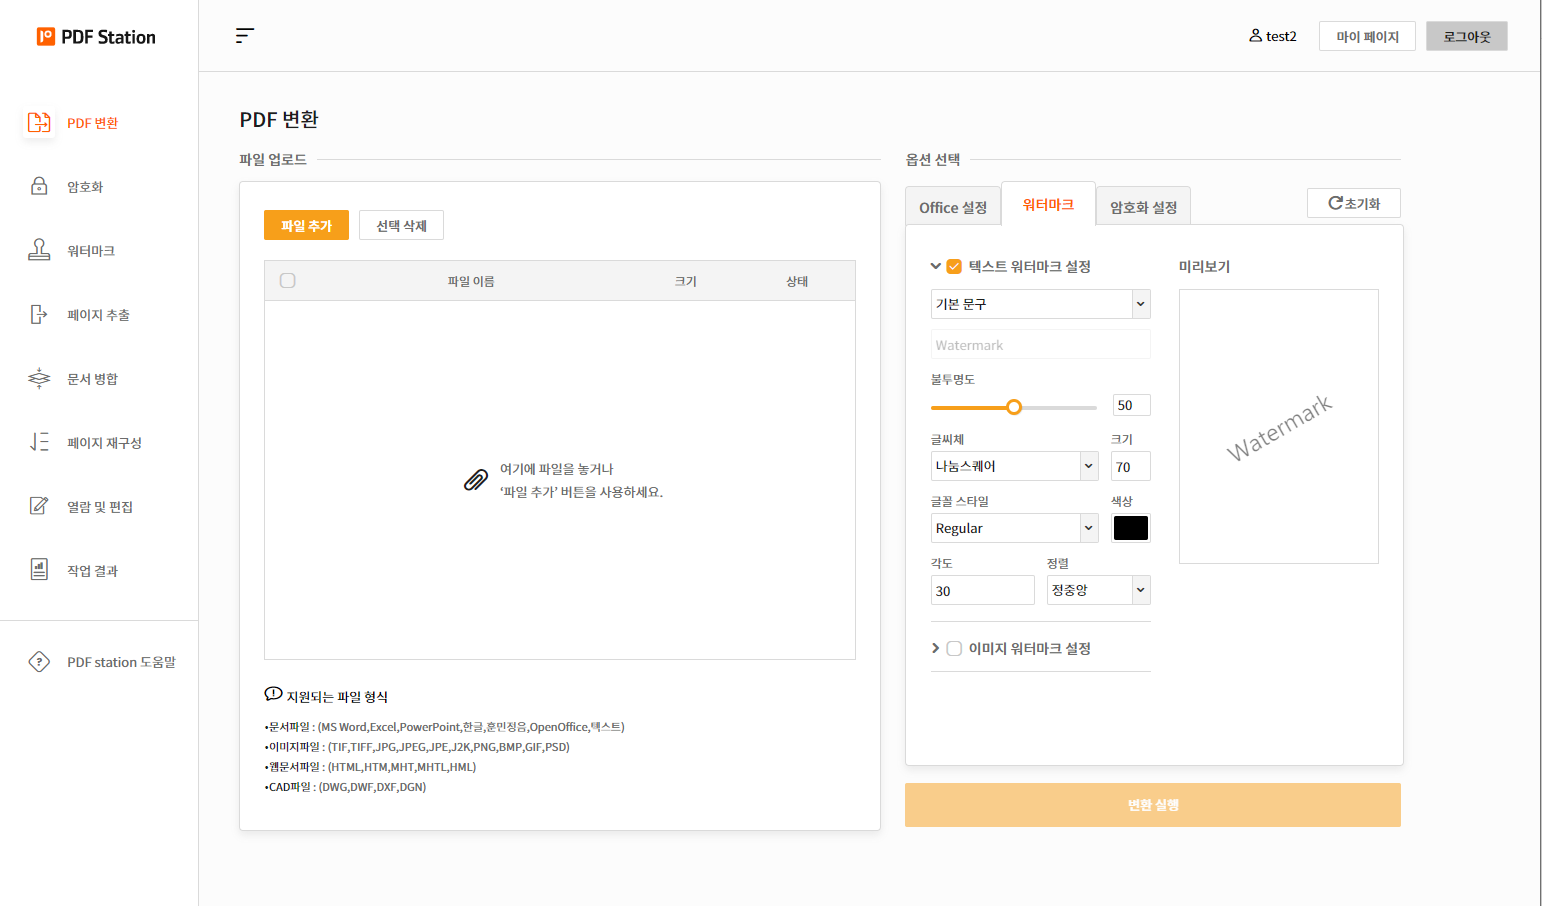 PDF Station
test2
마이 페이지
로그아웃
PDF 변환
암호화
워터마크
페이지 추출
문서 병합
페이지 재구성
열람 및 편집
작업 결과
PDF station 도움말
PDF 변환
파일 업로드
파일 추가
선택 삭제
파일 이름
크기
상태
여기에 파일을 놓거나
‘파일 추가’ 버튼을 사용하세요.
지원되는 파일 형식
•문서파일 : (MS Word,Excel,PowerPoint,한글,훈민정음,OpenOffice,텍스트)
•이미지파일 : (TIF,TIFF,JPG,JPEG,JPE,J2K,PNG,BMP,GIF,PSD)
•웹문서파일 : (HTML,HTM,MHT,MHTL,HML)
•CAD파일 : (DWG,DWF,DXF,DGN)
옵션 선택
Office 설정
워터마크
암호화 설정
초기화
텍스트 워터마크 설정
기본 문구
Watermark
불투명도
50
글씨체
크기
나눔스퀘어
70
글꼴 스타일
색상
Regular
각도
정렬
30
정중앙
이미지 워터마크 설정
미리보기
Watermark
변환 실행